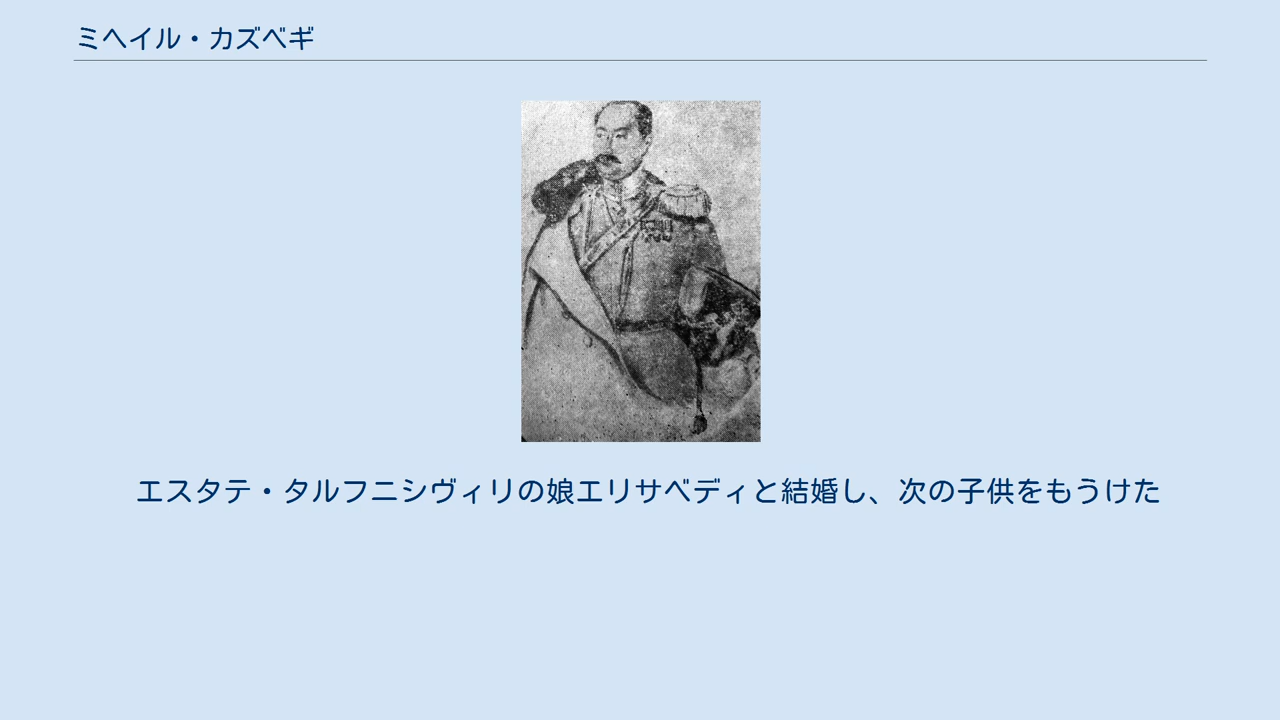 ミヘイル・カズベギ
エスタテ・タルフニシヴィリの娘エリサベディと結婚し、次の子供をもうけた